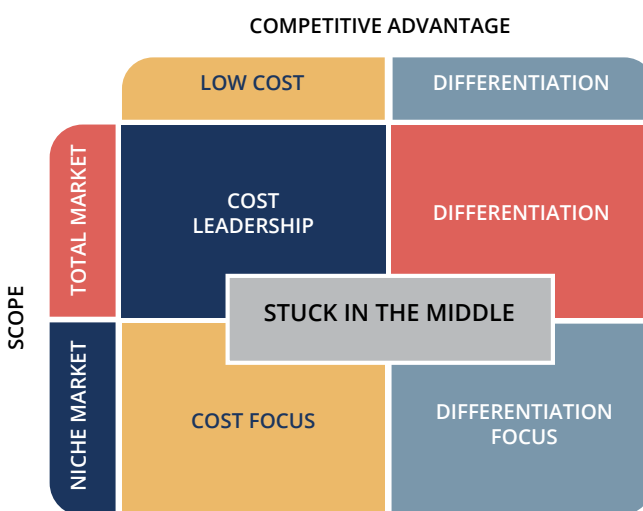 COMPETITIVE ADVANTAGE
LOW COST
DIFFERENTIATION
SCOPE
TOTAL MARKET
COST
LEADERSHIP
DIFFERENTIATION
STUCK IN THE MIDDLE
NICHE MARKET
COST FOCUS
DIFFERENTIATION
FOCUS